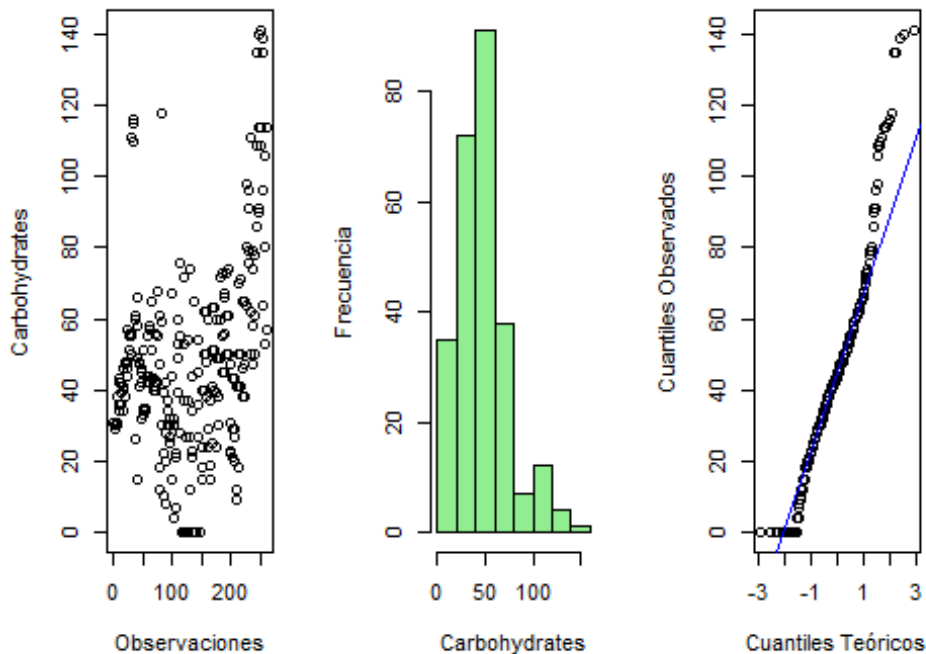 Carbohydrates
0 20 40 60 80 100 120 140
0 100 200
Observaciones
Frecuencia
0 20 40 60 80
0 50 100
Carbohydrates
Cuantiles Observados
0 20 40 60 80 100 120 140
-3 -1 1 3
Cuantiles Teóricos